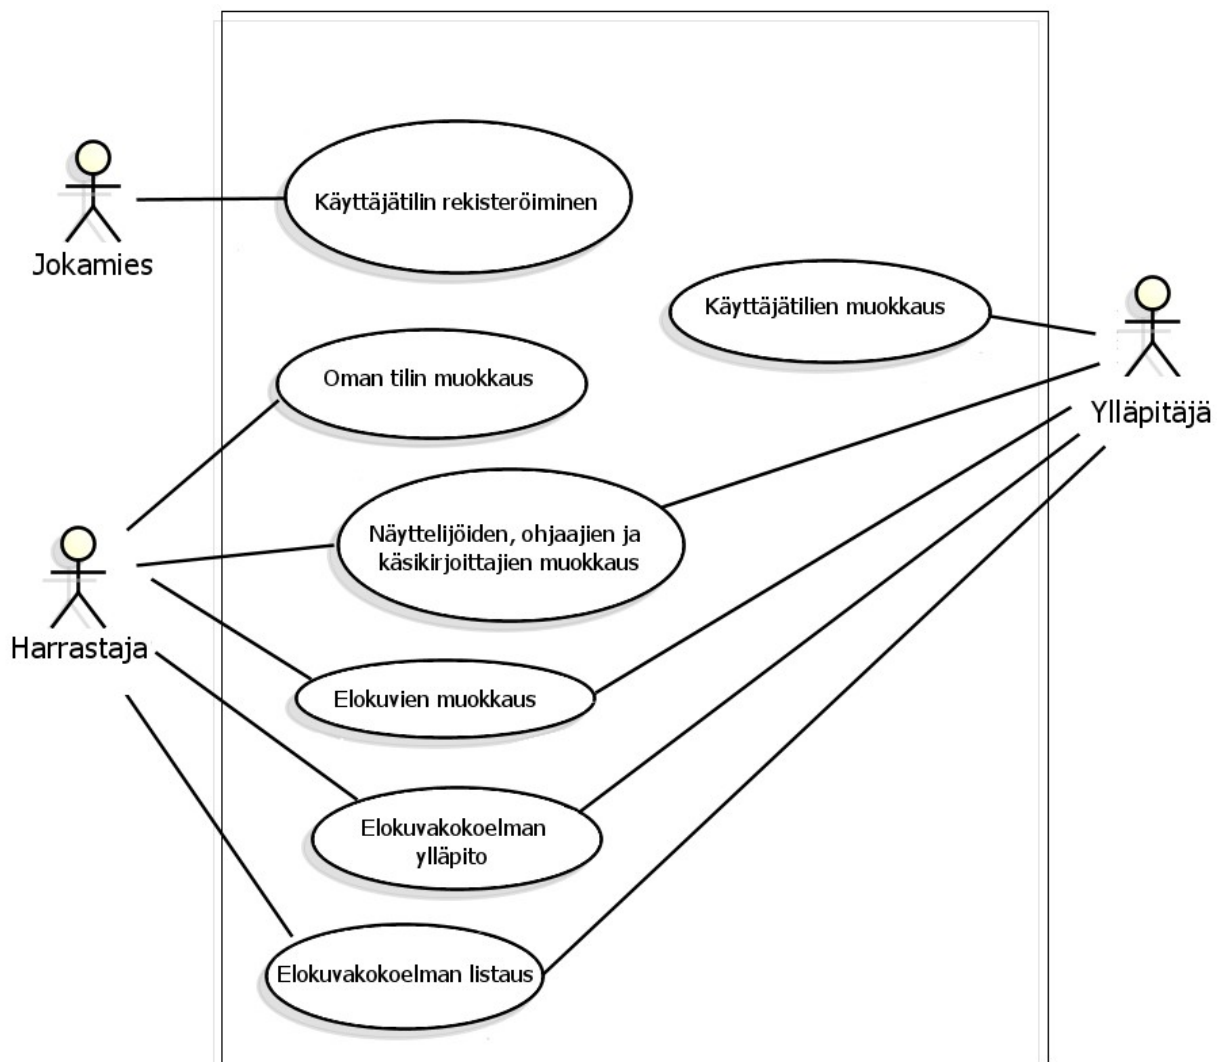 Käyttäjätilin rekisteröiminen
Jokamies
Käyttäjätilien muokkaus
Ylläpitäjä
Oman tilin muokkaus
Näyttelijöiden, ohjaajien ja
käsikirjoittajien muokkaus
Harrastaja
Elokuvien muokkaus
Elokuvakokoelman
ylläpito
Elokuvakokoelman listaus